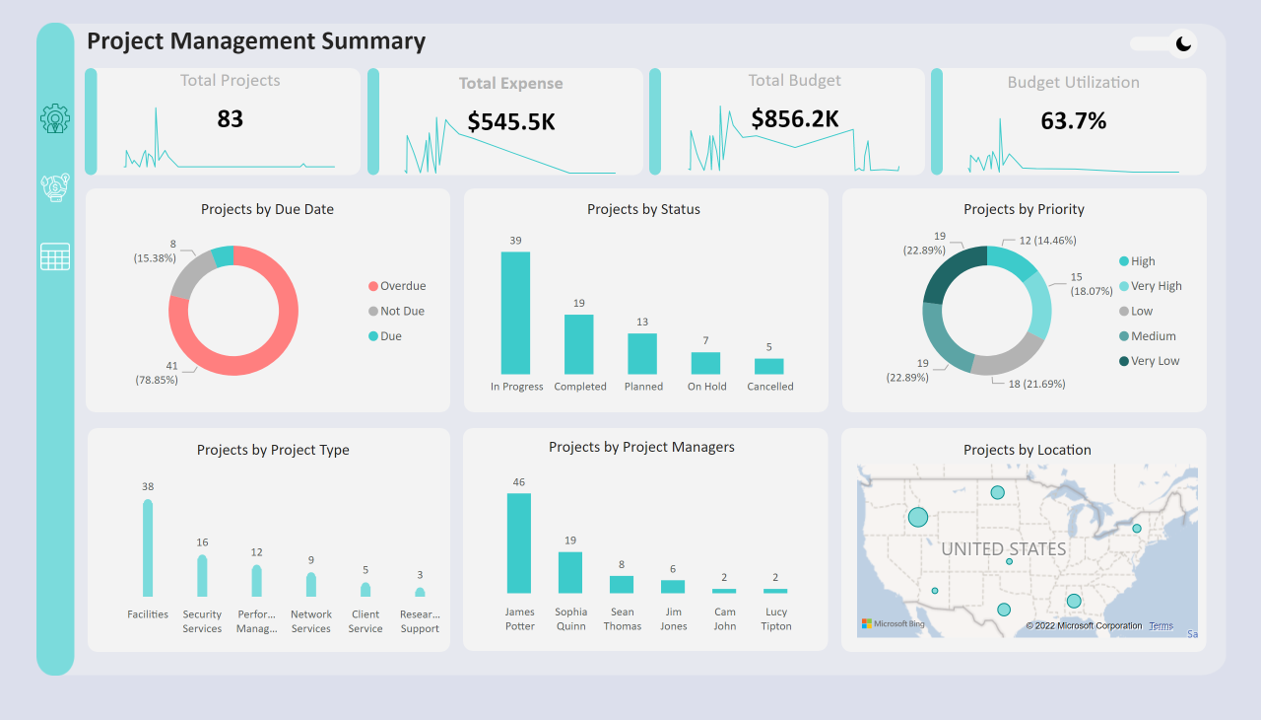 Project Management Summary
Total Projects
83
Total Expense
$545.5K
Total Budget
$856.2K
Budget Utilization
63.7%
Projects by Due Date
8
(15.38%)
41
(78.85%)
Overdue
Not Due
Due
Projects by Status
39
19
13
7
5
In Progress
Completed
Planned
On Hold
Cancelled
Projects by Priority
19
(22.89%)
12 (14.46%)
15
(18.07%)
19
(22.89%)
18 (21.69%)
High
Very High
Low
Medium
Very Low
Projects by Project Type
38
16
12
9
5
3
Facilities
Security
Services
Perfor...
Manag...
Network
Services
Client
Service
Resear...
Support
Projects by Project Managers
46
19
8
6
2
2
James
Potter
Sophia
Quinn
Sean
Thomas
Jim
Jones
Cam
John
Lucy
Tipton
Projects by Location
UNITED STATES
Microsoft Bing
© 2022 Microsoft Corporation Terms
Sa